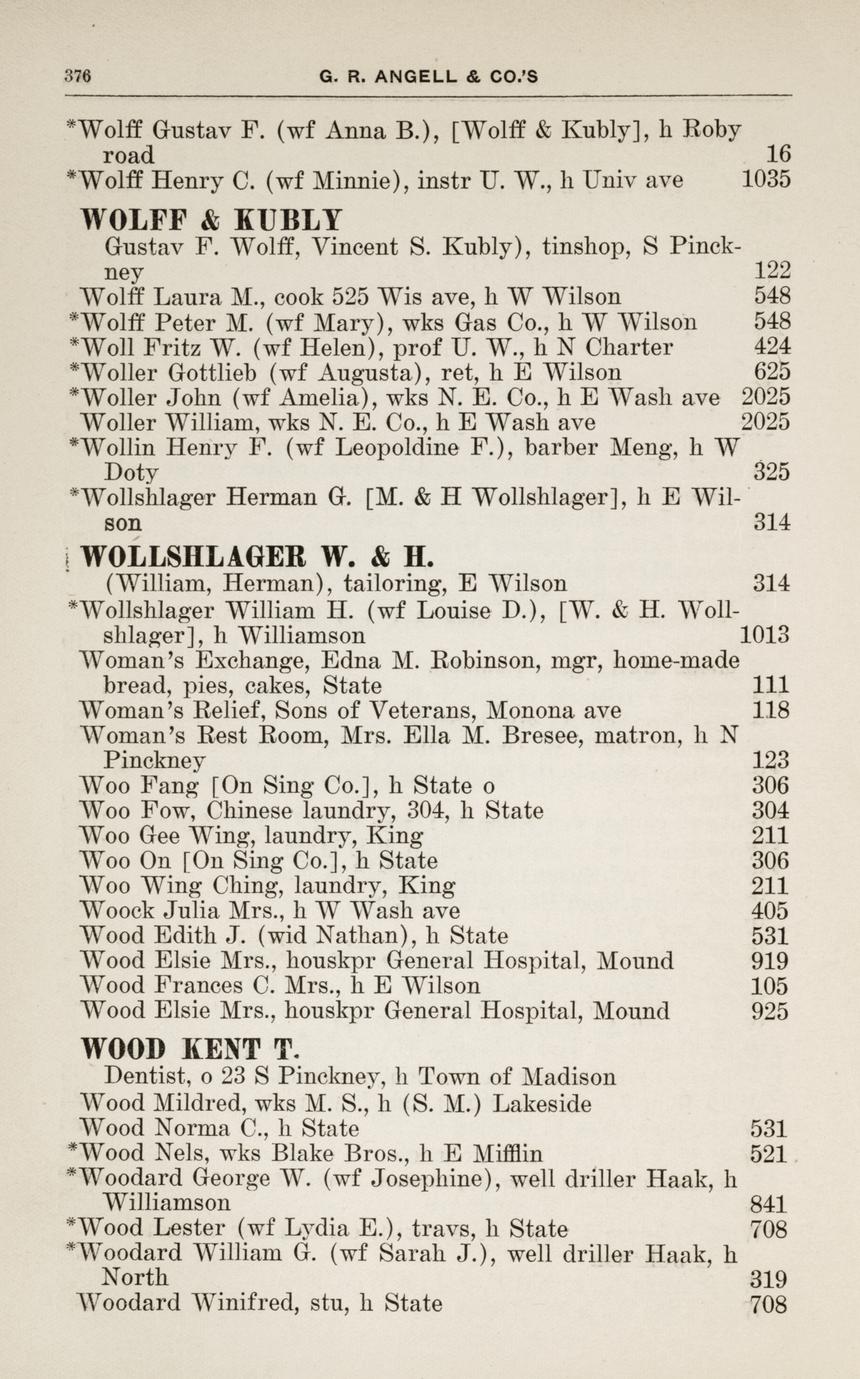 376 G. R. ANGELL & CO.'S
*Wolff Gustav F. (wf Anna B.), [Wolff & Kubly], h Roby
road 16
*Wolff Henry C. (wf Minnie), instr U. W., h Univ ave 1035
WOLFF & KUBLY
Gustav F. Wolff, Vincent S. Kubly), tinshop, S Pinck-
ney 122
Wolff Laura M., cook 525 Wis ave, h W Wilson 548
*Wolff Peter M. (wf Mary), wks Gas Co., h W Wilson 548
*Woll Fritz W. (wf Helen), prof U. W., h N Charter 424
*Woller Gottlieb (wf Augusta), ret, h E Wilson 625
*Woller John (wf Amelia), wks N. E. Co., h E Wash ave 2025
Woller William, wks N. E. Co., h E Wash ave 2025
*Wollin Henry F. (wf Leopoldine F.), barber Meng, h W
Doty 325
*Wollshlager Herman G. [M. & H Wollshlager], h E Wil-
son 314
WOLLSHLAGER W. & H.
(William, Herman), tailoring, E Wilson 314
*Wollshlager William H. (wf Louise D.), [W. & H. Woll-
shlager], h Williamson 1013
Woman's Exchange, Edna M. Robinson, mgr, home-made
bread, pies, cakes, State 111
Woman's Relief, Sons of Veterans, Monona ave 118
Woman's Rest Room, Mrs. Ella M. Bresee, matron, h N
Pinckney 123
Woo Fang [On Sing Co.], h State o 306
Woo Fow, Chinese laundry, 304, h State 304
Woo Gee Wing, laundry, King 211
Woo On [On Sing Co.], h State 306
Woo Wing Ching, laundry, King 211
Woock Julia Mrs., h W Wash ave 405
Wood Edith J. (wid Nathan), h State 531
Wood Elsie Mrs., houskpr General Hospital, Mound 919
Wood Frances C. Mrs., h E Wilson 105
Wood Elsie Mrs., houskpr General Hospital, Mound 925
WOOD KENT T.
Dentist, o 23 S Pinckney, h Town of Madison
Wood Mildred, wks M. S., h (S. M.) Lakeside
Wood Norma C., h State 531
*Wood Nels, wks Blake Bros., h E Mifflin 521
*Woodard George W. (wf Josephine), well driller Haak, h
Williamson 841
*Wood Lester (wf Lydia E.), travs, h State 708
*Woodard William G. (wf Sarah J.), well driller Haak, h
North 319
Woodard Winifred, stu, h State 708